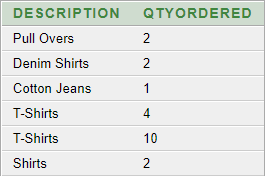 DESCRIPTION QTYORDERED
Pull Overs 2
Denim Shirts 2
Cotton Jeans 1
T-Shirts 4
T-Shirts 10
Shirts 2